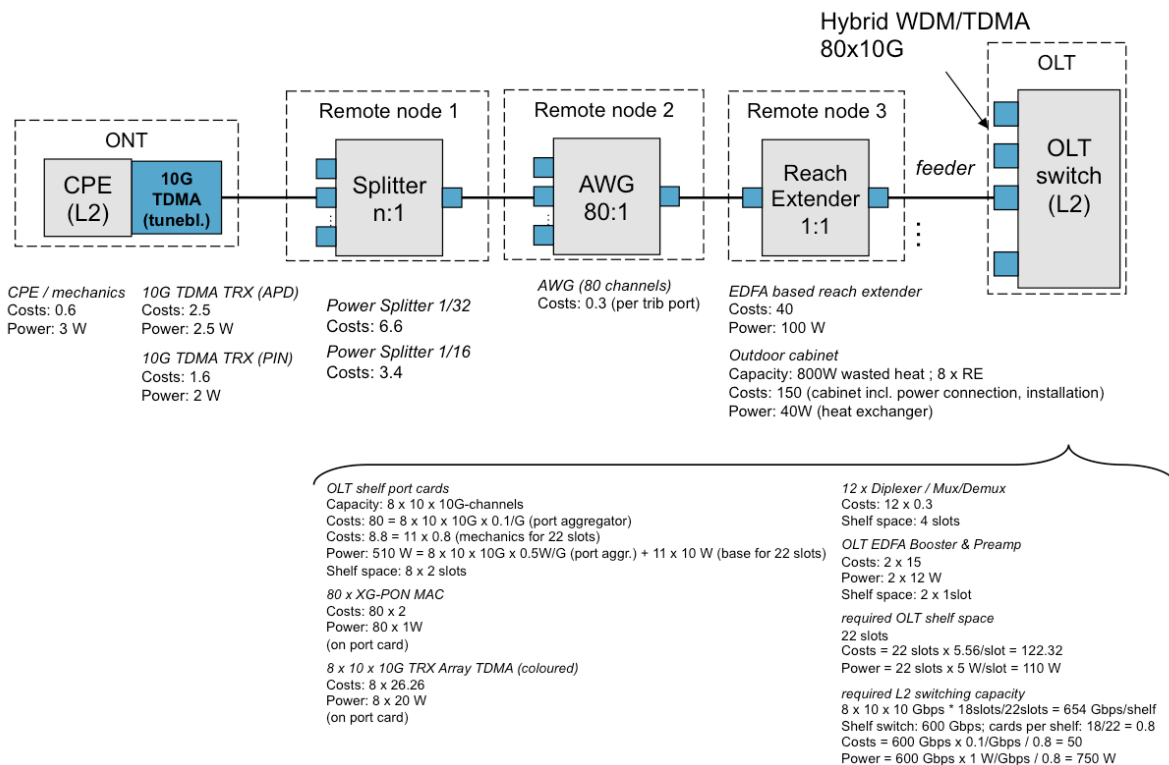 Hybrid WDM/TDMA
80x10G
OLT
Remote node 1
Remote node 2
Remote node 3
ONT
CPE
(L2)
10G
TDMA
(tunebl.)
Splitter
n:1
AWG
80:1
Reach
Extender
1:1
feeder
OLT
switch
(L2)
CPE / mechanics
Costs: 0.6
Power: 3 W
10G TDMA TRX (APD)
Costs: 2.5
Power: 2.5 W
10G TDMA TRX (PIN)
Costs: 1.6
Power: 2 W
Power Splitter 1/32
Costs: 6.6
Power Splitter 1/16
Costs: 3.4
AWG (80 channels)
Costs: 0.3 (per trib port)
EDFA based reach extender
Costs: 40
Power: 100 W
Outdoor cabinet
Capacity: 800W wasted heat ; 8 x RE
Costs: 150 (cabinet incl. power connection, installation)
Power: 40W (heat exchanger)
OLT shelf port cards
Capacity: 8 x 10 x 10G-channels
Costs: 80 = 8 x 10 x 10G x 0.1/G (port aggregator)
Costs: 8.8 = 11 x 0.8 (mechanics for 22 slots)
Power: 510 W = 8 x 10 x 10G x 0.5W/G (port aggr.) + 11 x 10 W (base for 22 slots)
Shelf space: 8 x 2 slots
80 x XG-PON MAC
Costs: 80 x 2
Power: 80 x 1W
(on port card)
8 x 10 x 10G TRX Array TDMA (coloured)
Costs: 8 x 26.26
Power: 8 x 20 W
(on port card)
12 x Diplexer / Mux/Demux
Costs: 12 x 0.3
Shelf space: 4 slots
OLT EDFA Booster & Preamp
Costs: 2 x 15
Power: 2 x 12 W
Shelf space: 2 x 1slot
required OLT shelf space
22 slots
Costs = 22 slots x 5.56/slot = 122.32
Power = 22 slots x 5 W/slot = 110 W
required L2 switching capacity
8 x 10 x 10 Gbps * 18slots/22slots = 654 Gbps/shelf
Shelf switch: 600 Gbps; cards per shelf: 18/22 = 0.8
Costs = 600 Gbps x 0.1/Gbps / 0.8 = 50
Power = 600 Gbps x 1 W/Gbps / 0.8 = 750 W